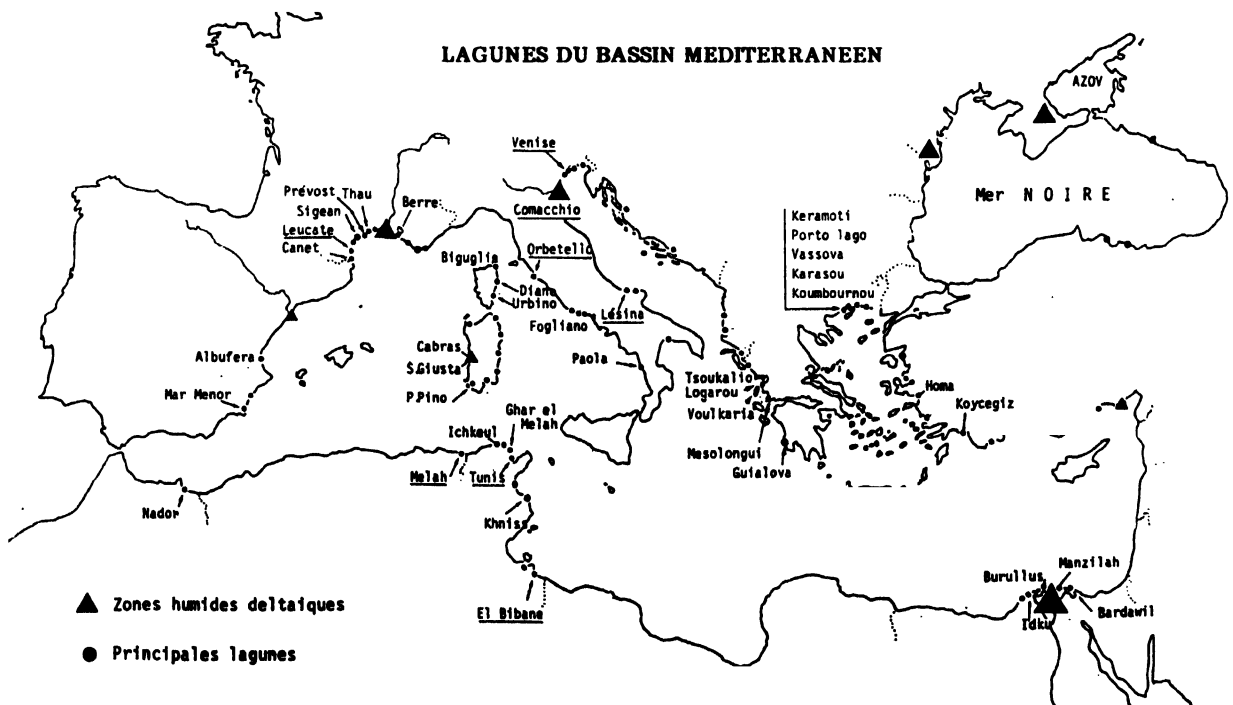 LAGUNES DU BASSIN MEDITERRANEEN
AZOV
Mer NOIRE
Venise
Comacchio
Prévost
Thau
Sigean
Leucate
Canet
Berre
Biguglia
Orbetello
Diana
Urbino
Fogliano
Lésina
Keramoti
Porto lago
Vassova
Karasou
Koumbournou
Albufera
Mar Menor
Cabras
S.Giusta
P.Pino
Paola
Tsoukalio
Logarou
Voulkaria
Mesolongui
Guialova
Homa
Koycegiz
Ghar el
Melah
Ichkeul
Melah
Tunis
Nador
Khniss
El Bibane
Burullus
Manzilah
Idku
Bardawil
Zones humides deltaiques
Principales lagunes